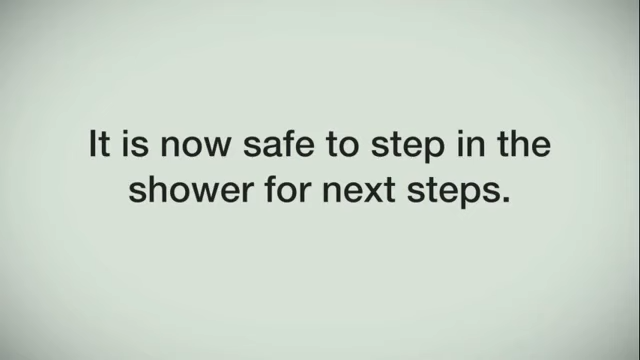 It is now safe to step in the
shower for next steps.